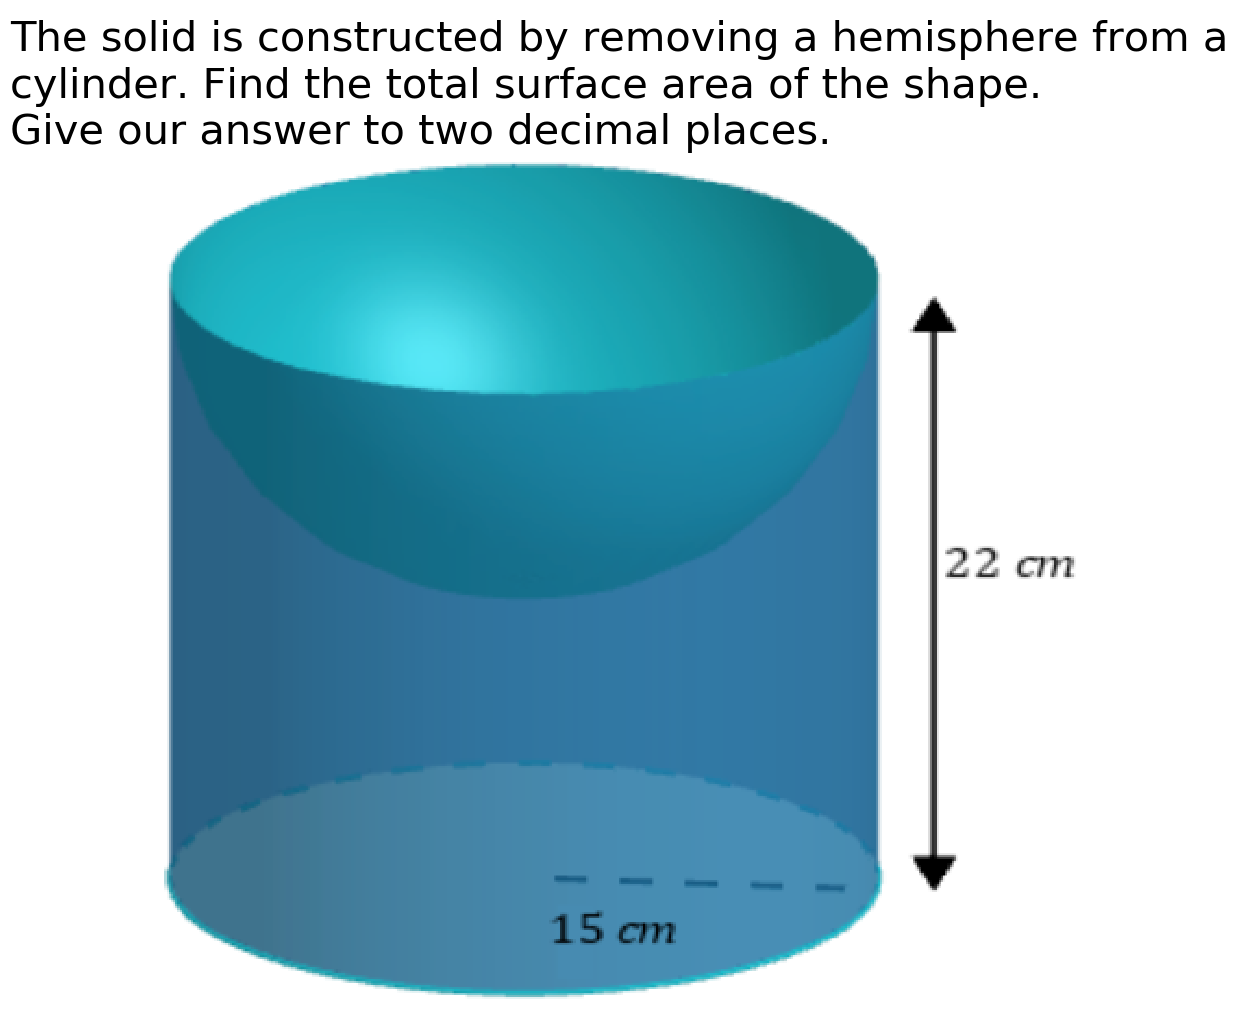 The solid is constructed by removing a hemisphere from a
cylinder. Find the total surface area of the shape.
Give our answer to two decimal places.
22 cm
15 cm